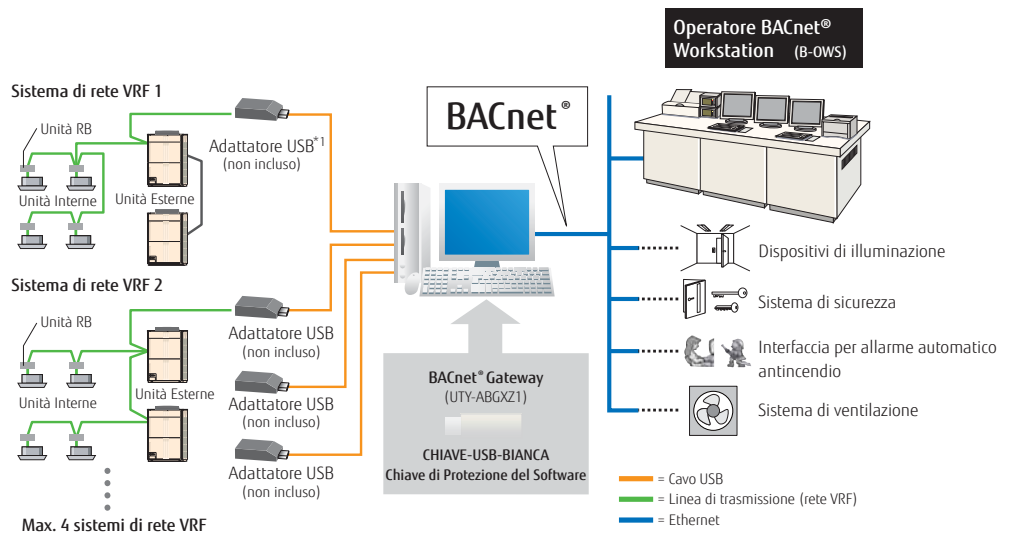 Operatore BACnet®
Workstation (B-OWS)
Sistema di rete VRF 1
Unità RB
Unità Interne
Unità Esterne
Adattatore USB*1
(non incluso)
BACnet®
Sistema di rete VRF 2
Unità RB
Unità Interne
Unità Esterne
Adattatore USB
(non incluso)
Adattatore USB
(non incluso)
Adattatore USB
(non incluso)
Max. 4 sistemi di rete VRF
BACnet® Gateway
(UTY-ABGXZ1)
CHIAVE-USB-BIANCA
Chiave di Protezione del Software
Dispositivi di illuminazione
Sistema di sicurezza
Interfaccia per allarme automatico
antincendio
Sistema di ventilazione
= Cavo USB
= Linea di trasmissione (rete VRF)
= Ethernet